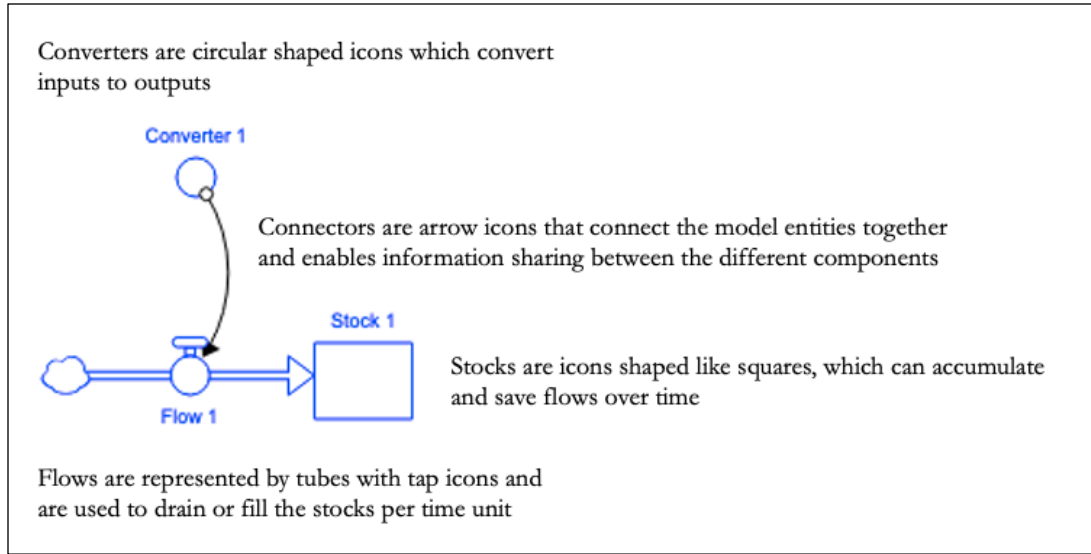 Converters are circular shaped icons which convert
inputs to outputs
Converter 1
Connectors are arrow icons that connect the model entities together
and enables information sharing between the different components
Stock 1
Stocks are icons shaped like squares, which can accumulate
and save flows over time
Flow 1
Flows are represented by tubes with tap icons and
are used to drain or fill the stocks per time unit